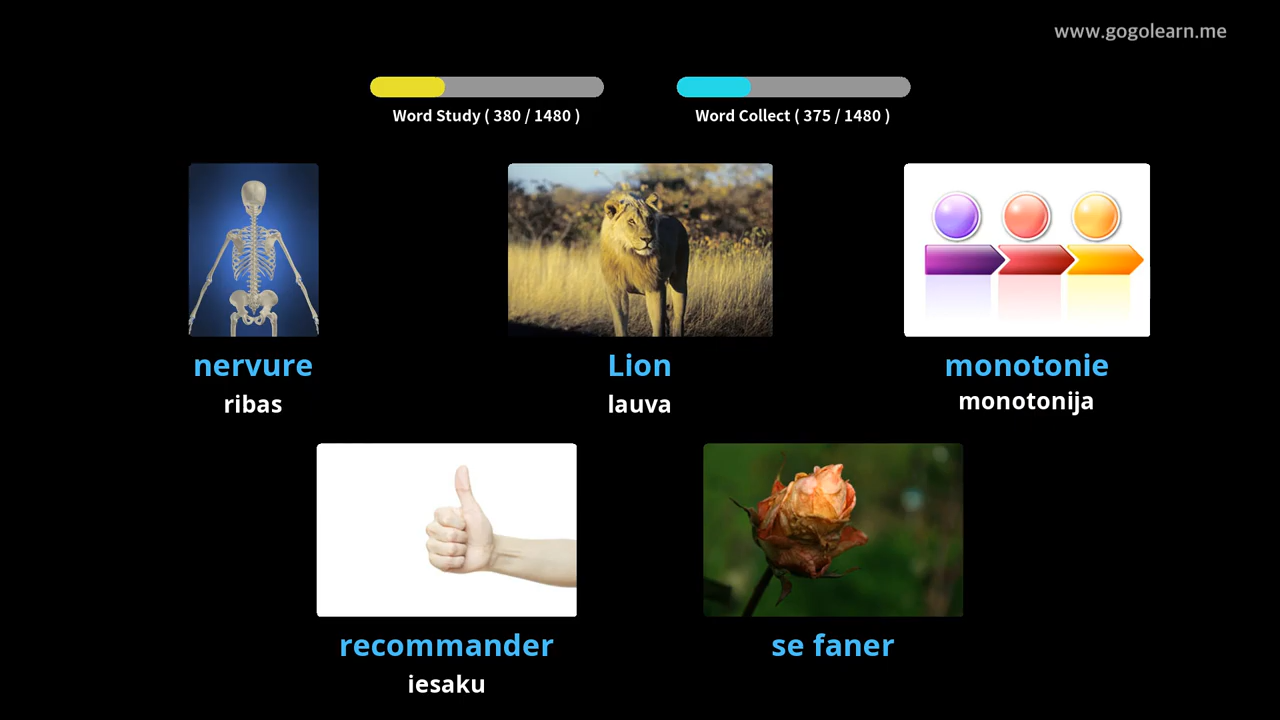 www.gogolearn.me
Word Study ( 380 / 1480 )
Word Collect ( 375 / 1480 )
nervure
ribas
Lion
lauva
monotonie
monotonija
recommander
iesaku
se faner